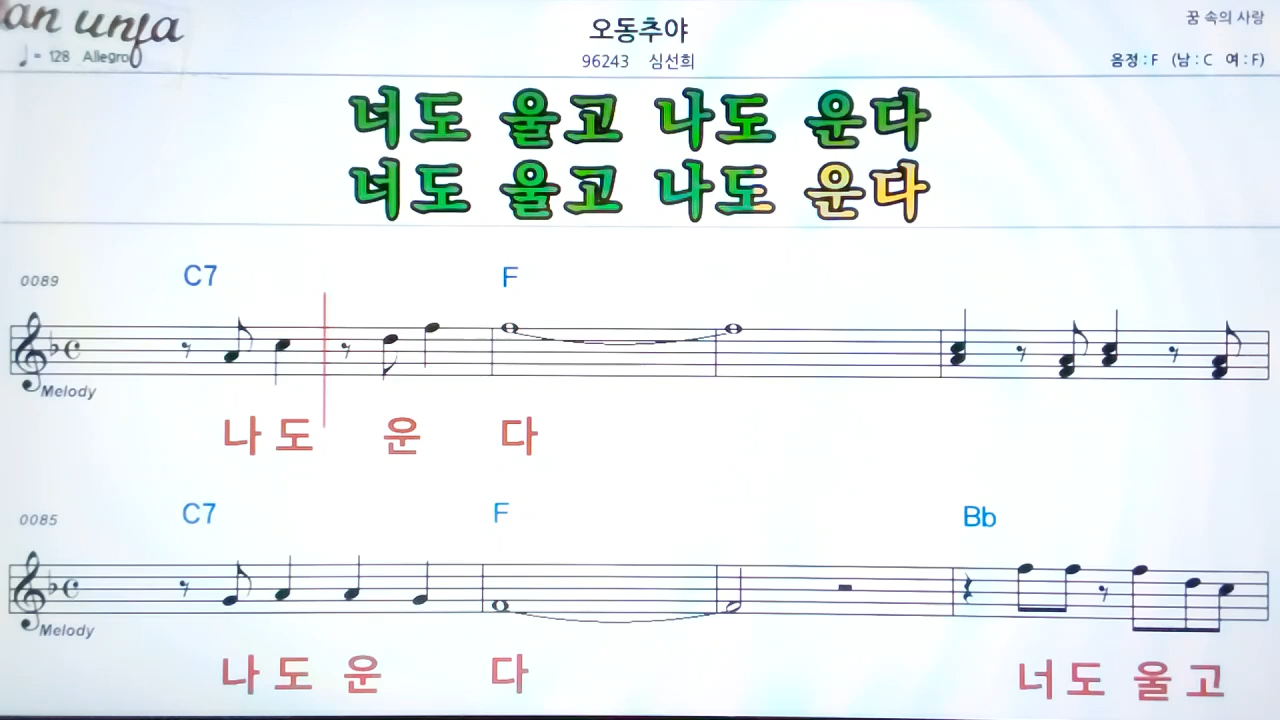 an unfa
♩= 128 Allegro
오동추야
96243 심선희
꿈 속의 사랑
음정 : F (남 : C 여 : F)
너도 울고 나도 운다
너도 울고 나도 운다
0089
C7 F
Melody
나 도 운 다
0085
C7 F Bb
Melody
나 도 운 다 너 도 울 고